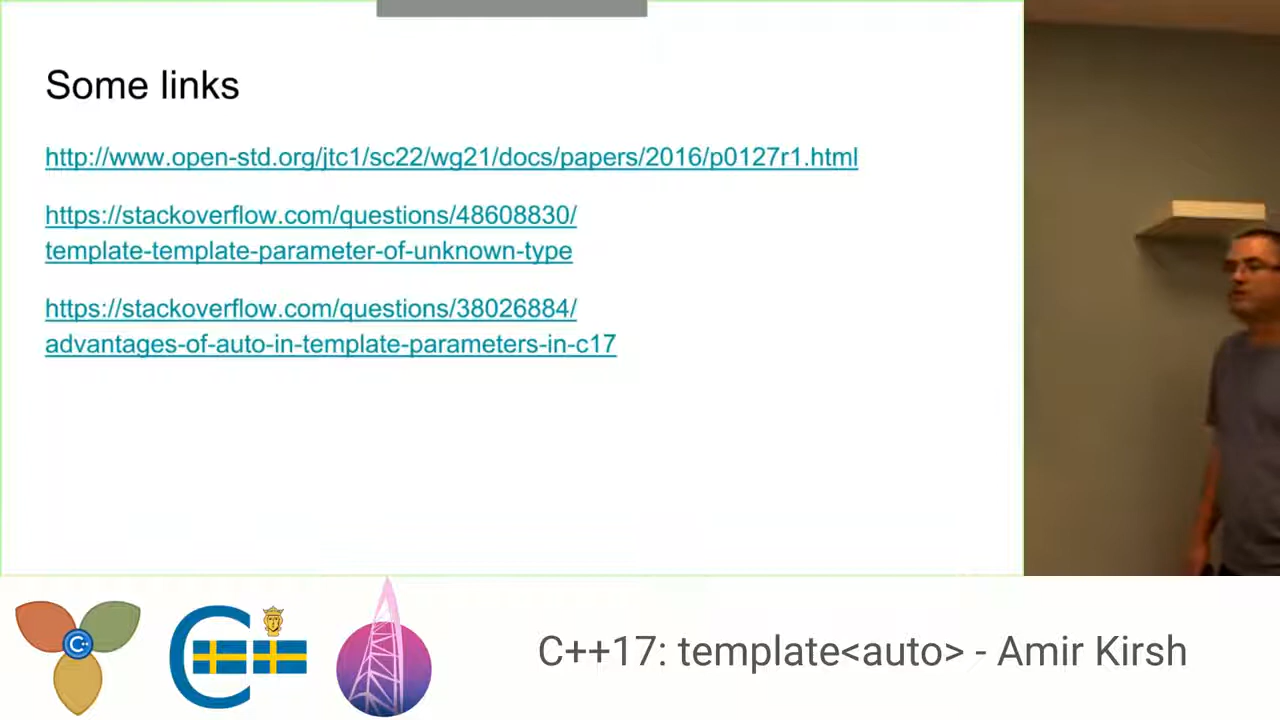 Some links
http://www.open-std.org/jtc1/sc22/wg21/docs/papers/2016/p0127r1.html
https://stackoverflow.com/questions/48608830/
template-template-parameter-of-unknown-type
https://stackoverflow.com/questions/38026884/
advantages-of-auto-in-template-parameters-in-c17
C++
C++
C++17: template<auto> - Amir Kirsh